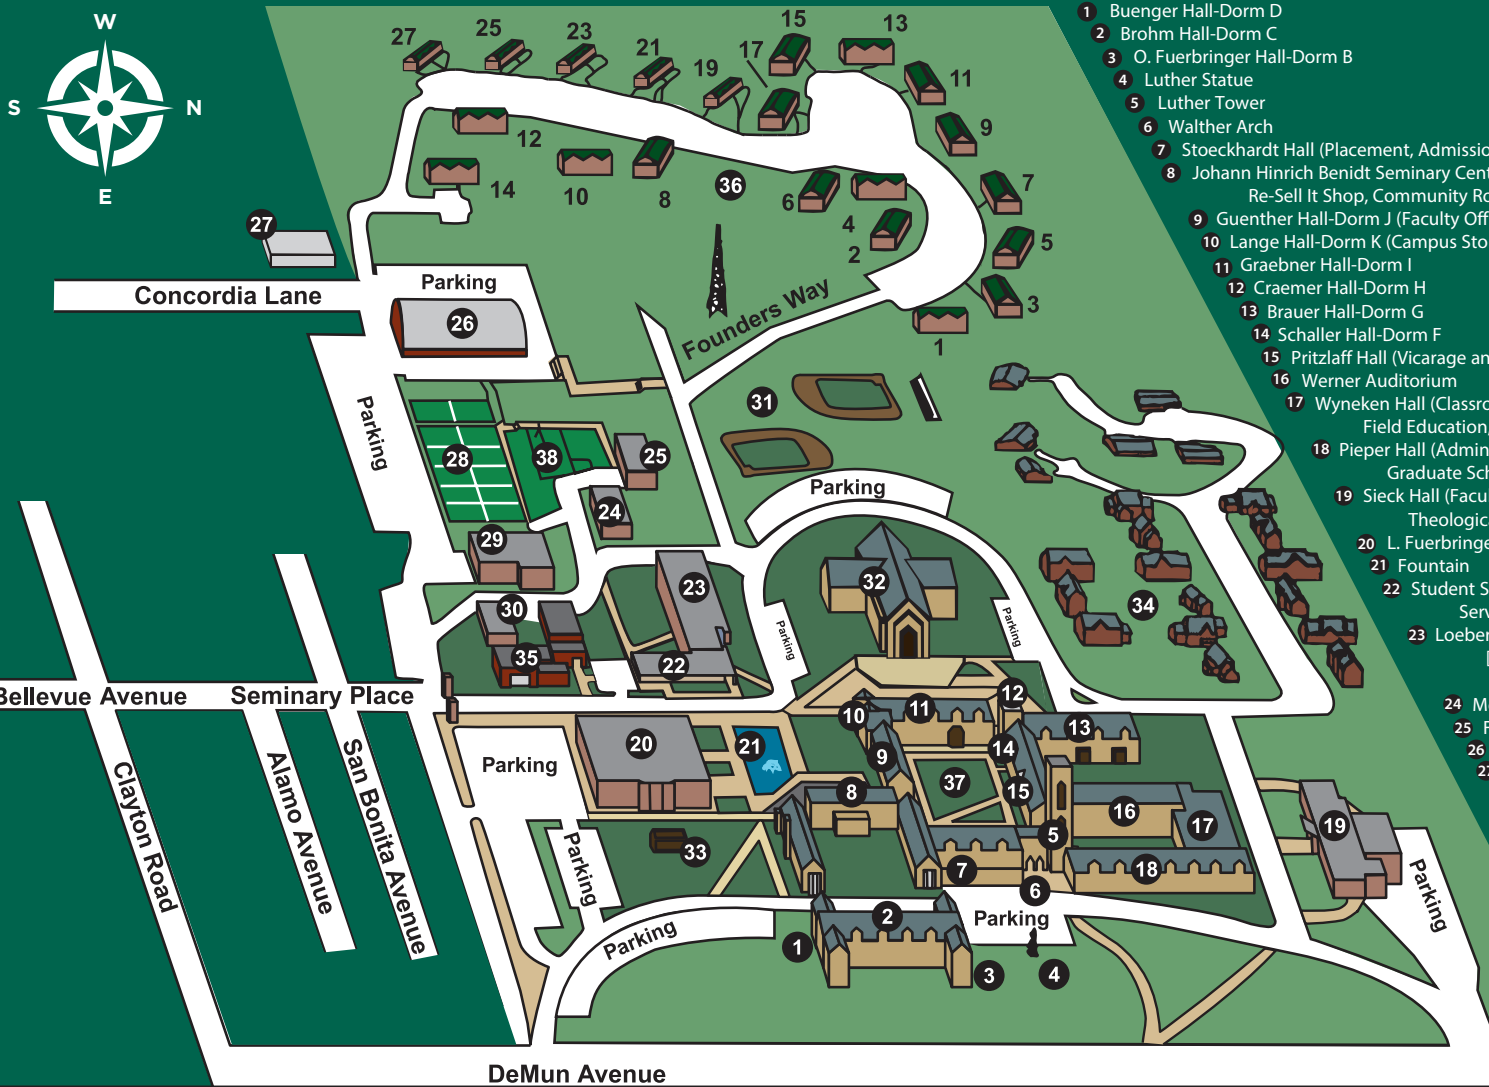 W
S
N
E
27
25
23
21
19
17
15
13
11
9
7
5
3
1
12
14
10
8
6
4
2
36
27
Parking
Concordia Lane
26
Founders Way
Parking
31
28
38
25
24
Parking
29
23
32
30
35
22
Parking
Parking
34
Bellevue Avenue
Seminary Place
Clayton Road
Alamo Avenue
San Bonita Avenue
20
21
10
11
12
13
14
9
37
15
8
16
17
5
7
18
6
19
Parking
Parking
33
Parking
Parking
Parking
1
2
3
4
DeMun Avenue
1 Buenger Hall-Dorm D
2 Brohm Hall-Dorm C
3 O. Fuerbringer Hall-Dorm B
4 Luther Statue
5 Luther Tower
6 Walther Arch
7 Stoeckhardt Hall (Placement, Admissio
8 Johann Hinrich Benidt Seminary Cent
Re-Sell It Shop, Community Ro
9 Guenther Hall-Dorm J (Faculty Off
10 Lange Hall-Dorm K (Campus Sto
11 Graebner Hall-Dorm I
12 Craemer Hall-Dorm H
13 Brauer Hall-Dorm G
14 Schaller Hall-Dorm F
15 Pritzlaff Hall (Vicarage an
16 Werner Auditorium
17 Wyneken Hall (Classro
Field Education,
18 Pieper Hall (Admin
Graduate Sch
19 Sieck Hall (Facu
Theologica
20 L. Fuerbringe
21 Fountain
22 Student S
Serv
23 Loeber
24 M
25
26
27